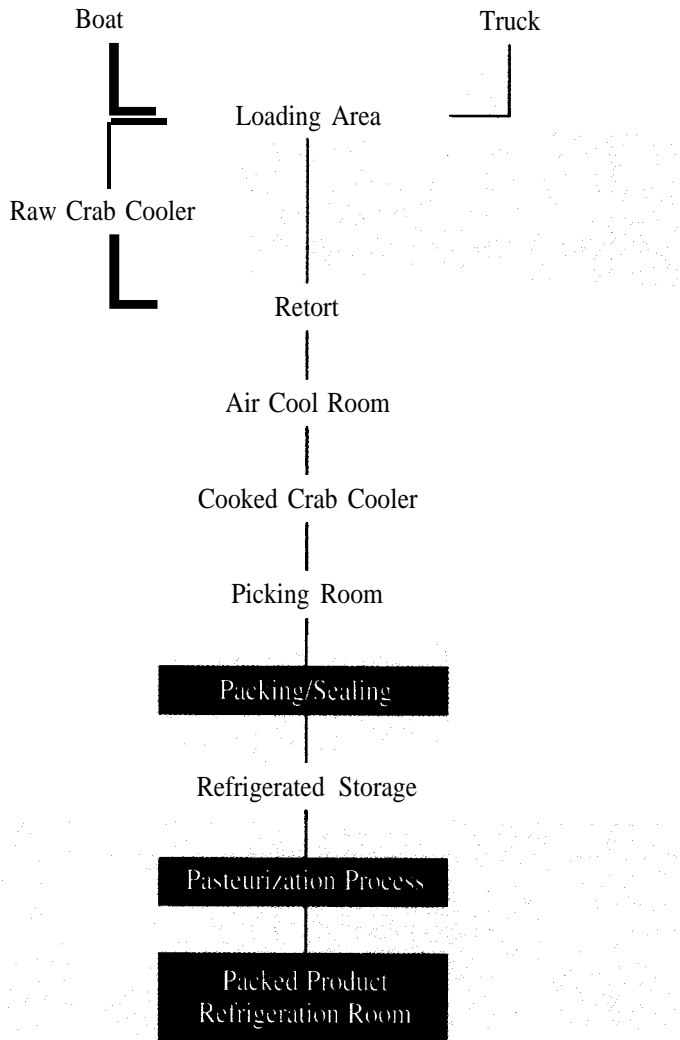 Boat
Truck
Loading Area
Raw Crab Cooler
Retort
Air Cool Room
Cooked Crab Cooler
Picking Room
Packing/Sealing
Refrigerated Storage
Pasteurization Process
Packed Product
Refrigeration Room